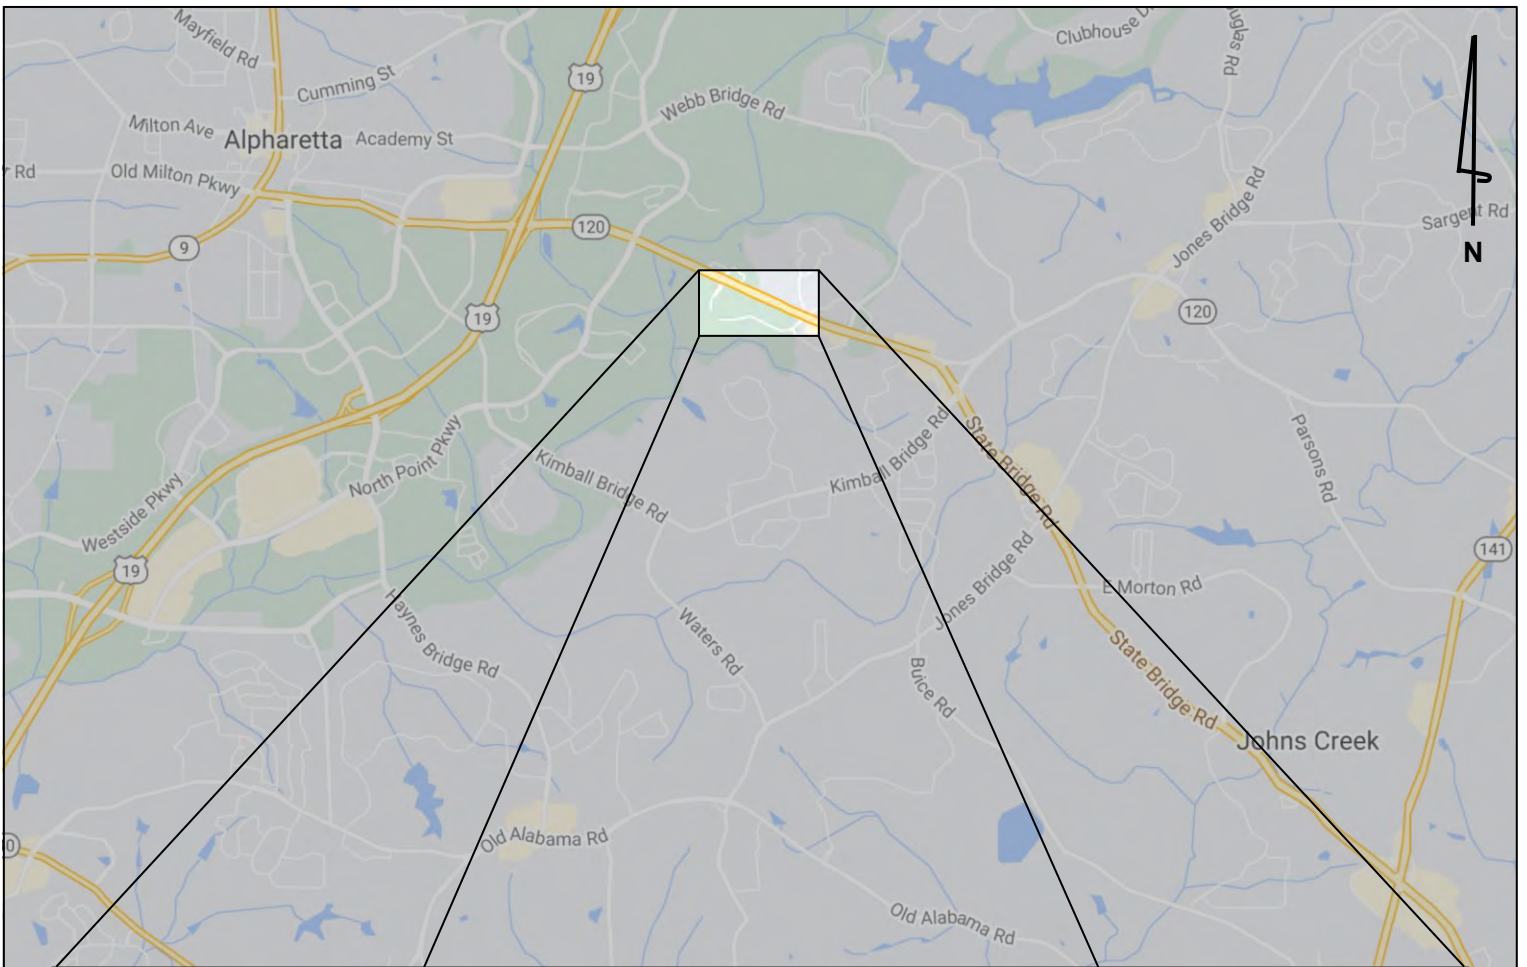 Mayfield Rd
Clubhouse
Rd
19
Cumming St
Webb Bridge Rd
Milton Ave
Alpharetta
Academy St
Rd
Old Milton Pkwy
Jones Bridge Rd
Sargent Rd
120
9
N
19
120
State Bridge Rd
Parsons Rd
North Point Pkwy
Kimball Bridge Rd
Kimball Bridge Rd
Westside Pkwy
19
141
Jones Bridge Rd
E Morton Rd
Haynes Bridge Rd
Waters Rd
Buice Rd
State Bridge Rd
Johns Creek
Old Alabama Rd
Old Alabama Rd